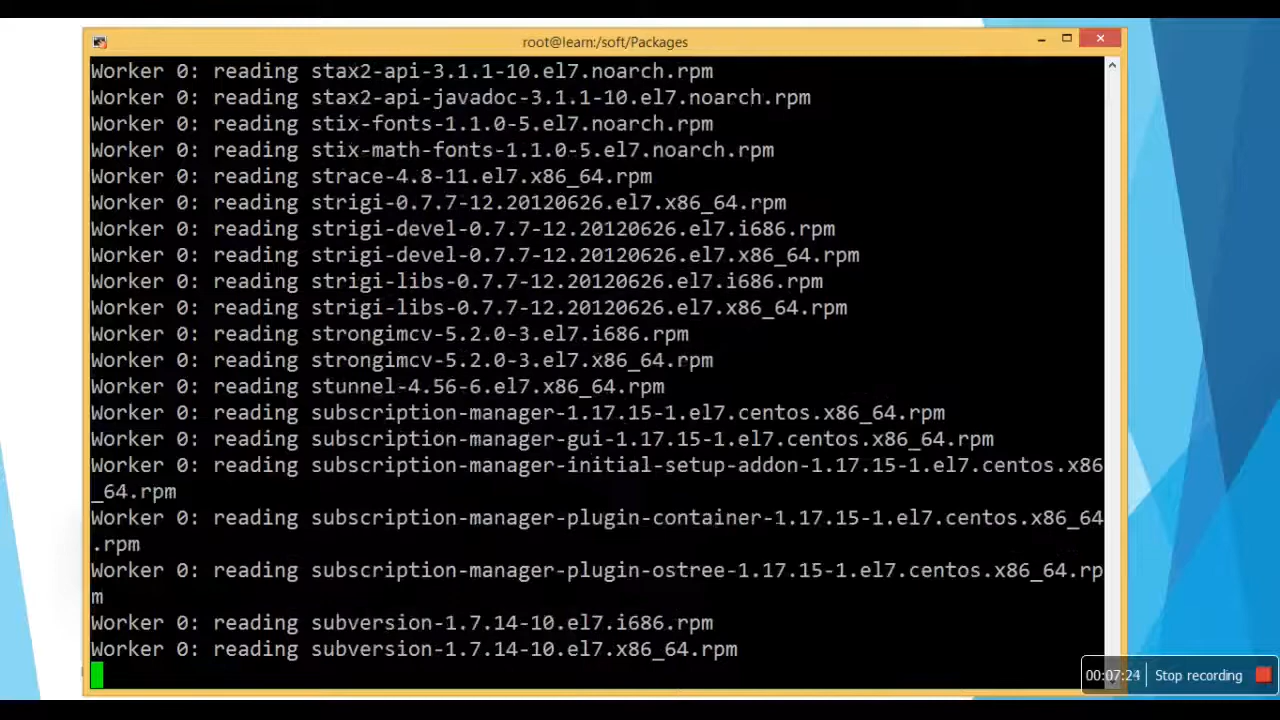 root@learn:/soft/Packages
Worker 0: reading stax2-api-3.1.1-10.el7.noarch.rpm
Worker 0: reading stax2-api-javadoc-3.1.1-10.el7.noarch.rpm
Worker 0: reading stix-fonts-1.1.0-5.el7.noarch.rpm
Worker 0: reading stix-math-fonts-1.1.0-5.el7.noarch.rpm
Worker 0: reading strace-4.8-11.el7.x86_64.rpm
Worker 0: reading strigi-0.7.7-12.20120626.el7.x86_64.rpm
Worker 0: reading strigi-devel-0.7.7-12.20120626.el7.i686.rpm
Worker 0: reading strigi-devel-0.7.7-12.20120626.el7.x86_64.rpm
Worker 0: reading strigi-libs-0.7.7-12.20120626.el7.i686.rpm
Worker 0: reading strigi-libs-0.7.7-12.20120626.el7.x86_64.rpm
Worker 0: reading strongimcv-5.2.0-3.el7.i686.rpm
Worker 0: reading strongimcv-5.2.0-3.el7.x86_64.rpm
Worker 0: reading stunnel-4.56-6.el7.x86_64.rpm
Worker 0: reading subscription-manager-1.17.15-1.el7.centos.x86_64.rpm
Worker 0: reading subscription-manager-gui-1.17.15-1.el7.centos.x86_64.rpm
Worker 0: reading subscription-manager-initial-setup-addon-1.17.15-1.el7.centos.x86
_64.rpm
Worker 0: reading subscription-manager-plugin-container-1.17.15-1.el7.centos.x86_64
.rpm
Worker 0: reading subscription-manager-plugin-ostree-1.17.15-1.el7.centos.x86_64.rp
m
Worker 0: reading subversion-1.7.14-10.el7.i686.rpm
Worker 0: reading subversion-1.7.14-10.el7.x86_64.rpm
00:07:24 Stop recording